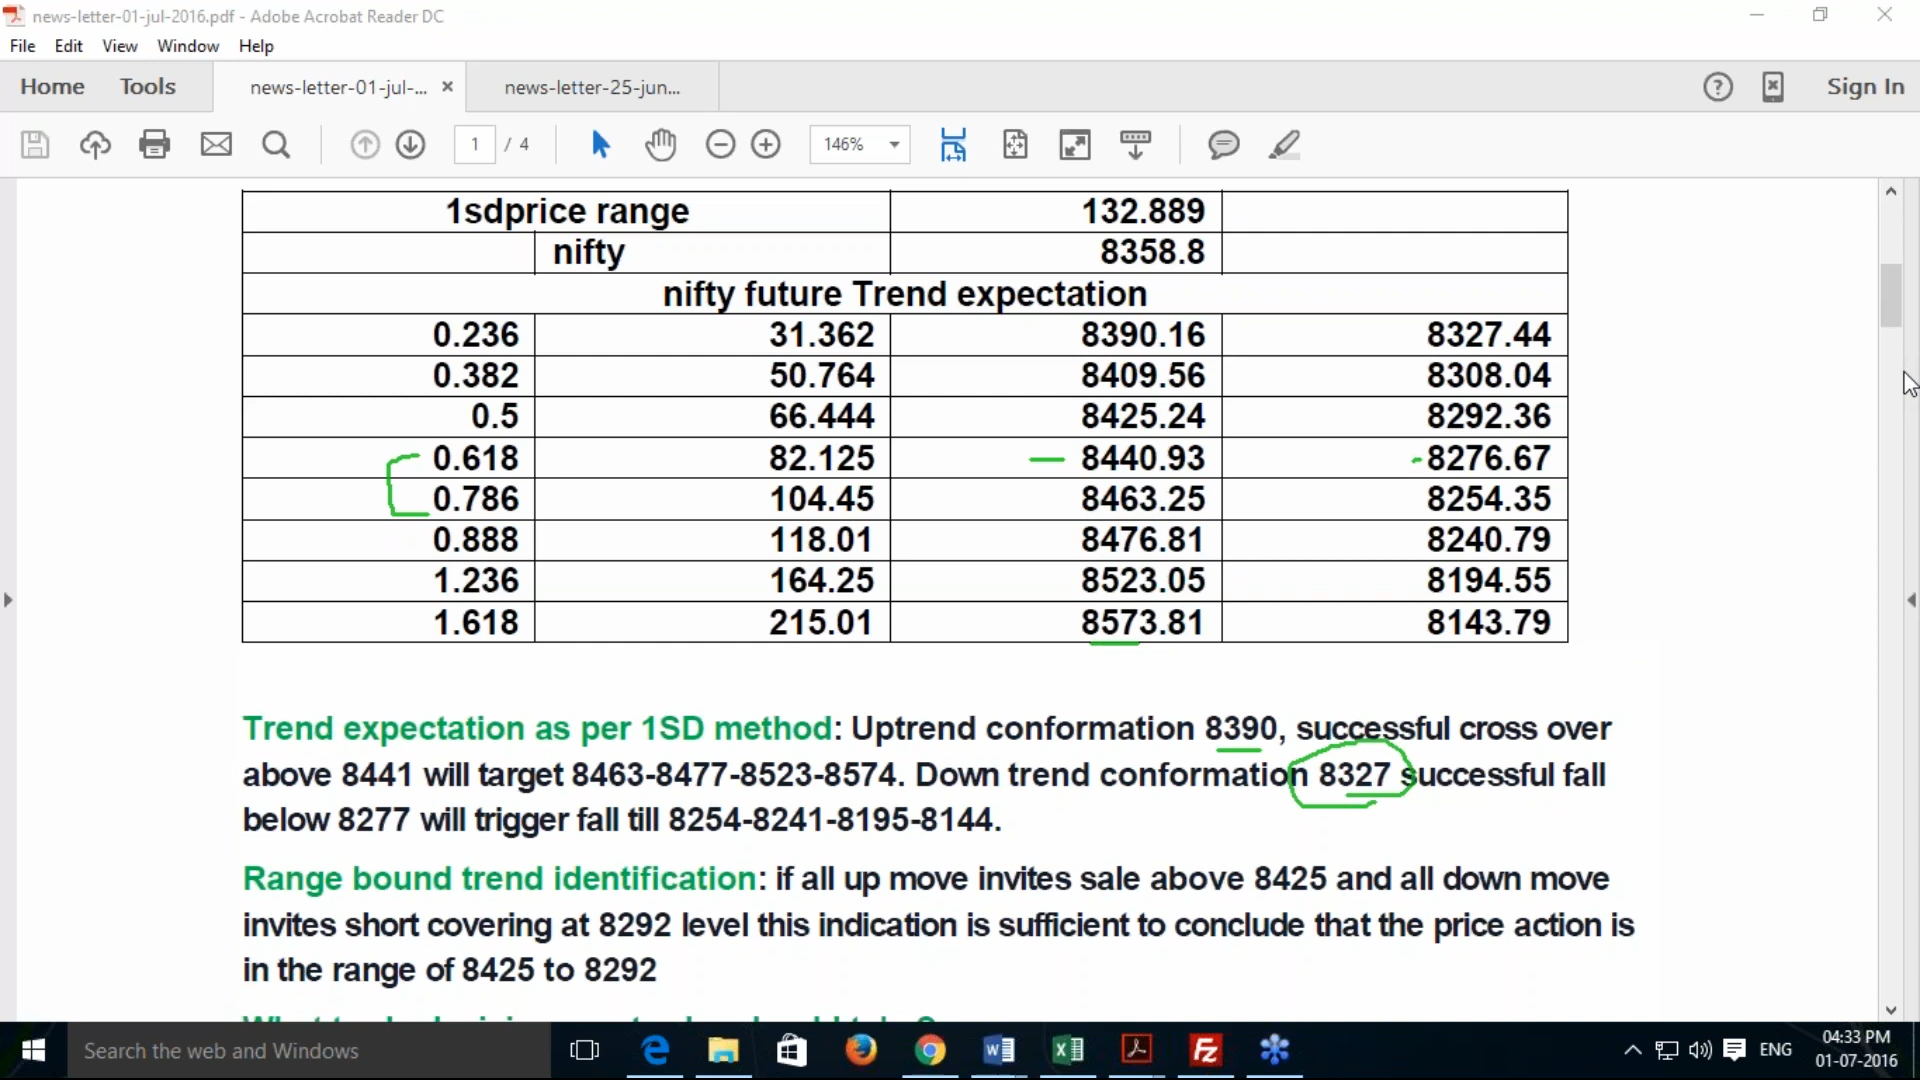 news-letter-01-jul-2016.pdf - Adobe Acrobat Reader DC
File Edit View Window Help
Home Tools news-letter-01-jul-... × news-letter-25-jun... Sign In
1 / 4 146%
1sdprice range 132.889
nifty 8358.8
nifty future Trend expectation
0.236 31.362 8390.16 8327.44
0.382 50.764 8409.56 8308.04
0.5 66.444 8425.24 8292.36
0.618 82.125 8440.93 8276.67
0.786 104.45 8463.25 8254.35
0.888 118.01 8476.81 8240.79
1.236 164.25 8523.05 8194.55
1.618 215.01 8573.81 8143.79
Trend expectation as per 1SD method: Uptrend conformation 8390, successful cross over
above 8441 will target 8463-8477-8523-8574. Down trend conformation 8327 successful fall
below 8277 will trigger fall till 8254-8241-8195-8144.
Range bound trend identification: if all up move invites sale above 8425 and all down move
invites short covering at 8292 level this indication is sufficient to conclude that the price action is
in the range of 8425 to 8292
Search the web and Windows
ENG 04:33 PM
01-07-2016